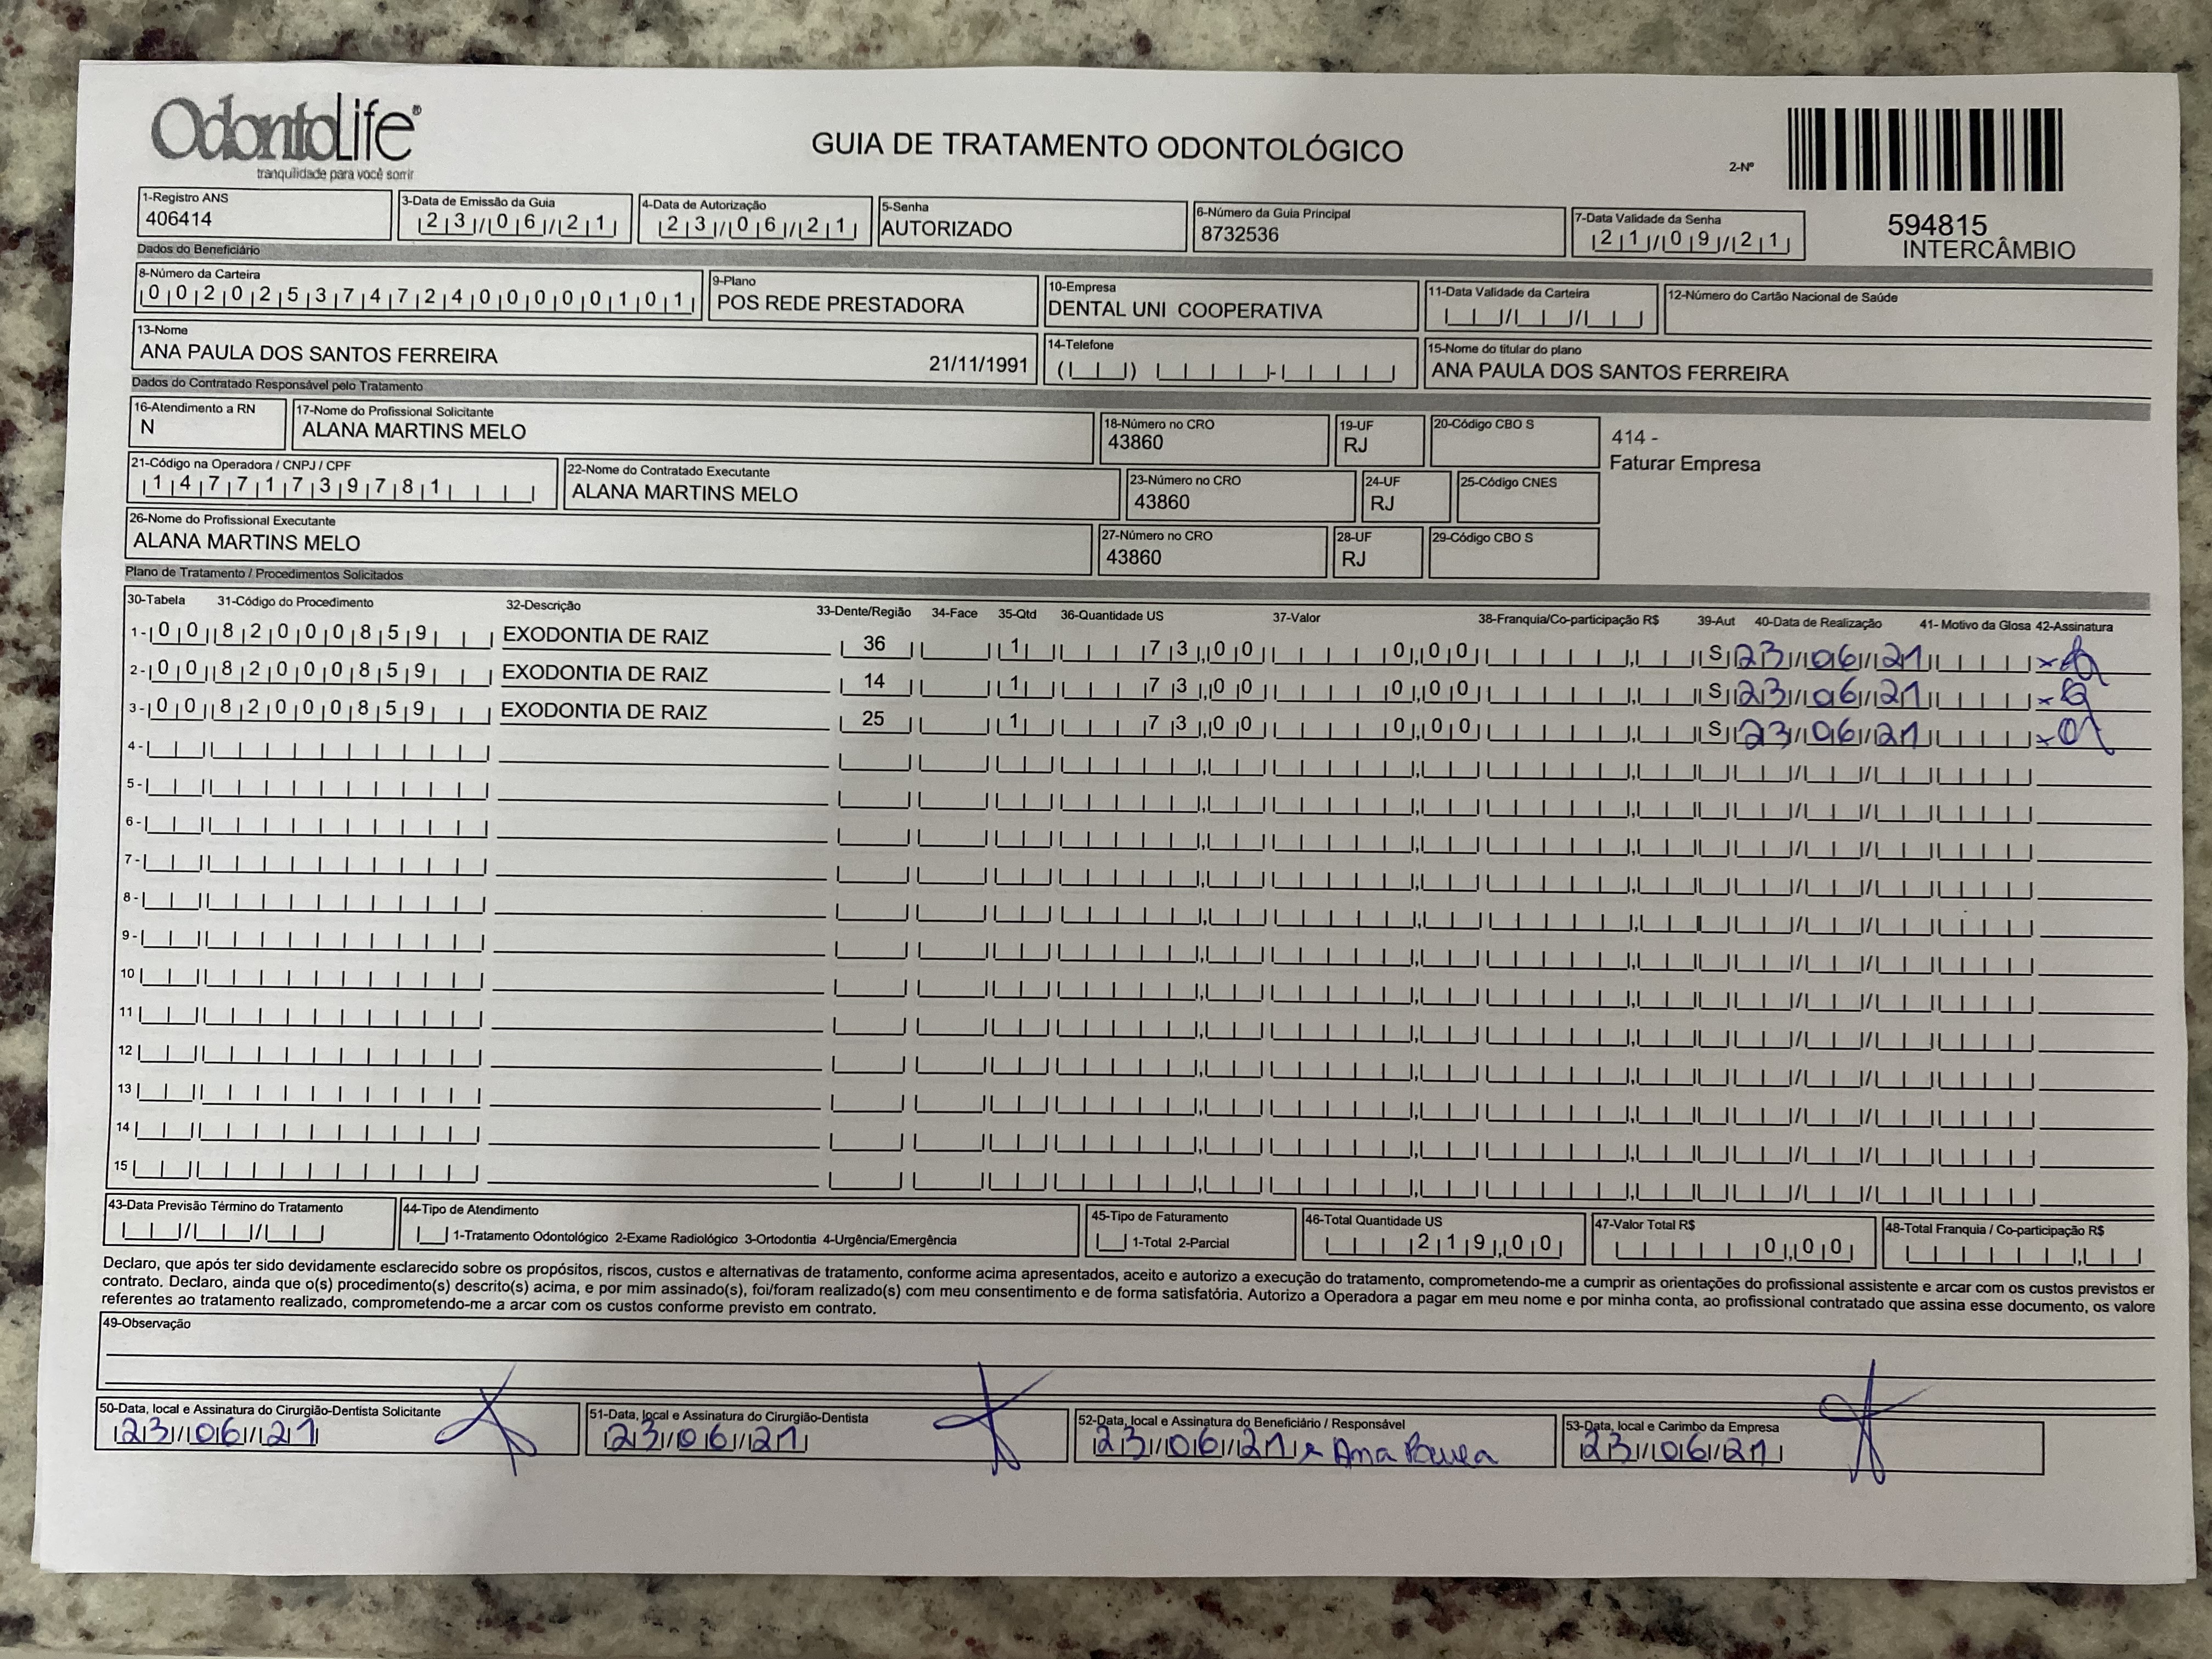 OdontoLife®
tranquilidade para você sorrir
GUIA DE TRATAMENTO ODONTOLÓGICO
2-Nº
594815
INTERCÂMBIO
1-Registro ANS
406414
3-Data de Emissão da Guia
23/06/21
4-Data de Autorização
23/06/21
5-Senha
AUTORIZADO
6-Número da Guia Principal
8732536
7-Data Validade da Senha
21/09/21
Dados do Beneficiário
8-Número da Carteira
00202537472400000101
9-Plano
POS REDE PRESTADORA
10-Empresa
DENTAL UNI COOPERATIVA
11-Data Validade da Carteira
12-Número do Cartão Nacional de Saúde
13-Nome
ANA PAULA DOS SANTOS FERREIRA 21/11/1991
14-Telefone
15-Nome do titular do plano
ANA PAULA DOS SANTOS FERREIRA
Dados do Contratado Responsável pelo Tratamento
16-Atendimento a RN
N
17-Nome do Profissional Solicitante
ALANA MARTINS MELO
18-Número no CRO
43860
19-UF
RJ
20-Código CBO S
414 -
Faturar Empresa
21-Código na Operadora / CNPJ / CPF
14771739781
22-Nome do Contratado Executante
ALANA MARTINS MELO
23-Número no CRO
43860
24-UF
RJ
25-Código CNES
26-Nome do Profissional Executante
ALANA MARTINS MELO
27-Número no CRO
43860
28-UF
RJ
29-Código CBO S
Plano de Tratamento / Procedimentos Solicitados
30-Tabela 31-Código do Procedimento 32-Descrição 33-Dente/Região 34-Face 35-Qtd 36-Quantidade US 37-Valor 38-Franquia/Co-participação R$ 39-Aut 40-Data de Realização 41- Motivo da Glosa 42-Assinatura
1- 00 82000859 EXODONTIA DE RAIZ 36 1 73,00 0,00 S 23/06/21 x
2- 00 82000859 EXODONTIA DE RAIZ 14 1 73,00 0,00 S 23/06/21 x
3- 00 82000859 EXODONTIA DE RAIZ 25 1 73,00 0,00 S 23/06/21 x
4-
5-
6-
7-
8-
9-
10
11
12
13
14
15
43-Data Previsão Término do Tratamento
44-Tipo de Atendimento
1-Tratamento Odontológico 2-Exame Radiológico 3-Ortodontia 4-Urgência/Emergência
45-Tipo de Faturamento
1-Total 2-Parcial
46-Total Quantidade US
219,00
47-Valor Total R$
0,00
48-Total Franquia / Co-participação R$
Declaro, que após ter sido devidamente esclarecido sobre os propósitos, riscos, custos e alternativas de tratamento, conforme acima apresentados, aceito e autorizo a execução do tratamento, comprometendo-me a cumprir as orientações do profissional assistente e arcar com os custos previstos er
contrato. Declaro, ainda que o(s) procedimento(s) descrito(s) acima, e por mim assinado(s), foi/foram realizado(s) com meu consentimento e de forma satisfatória. Autorizo a Operadora a pagar em meu nome e por minha conta, ao profissional contratado que assina esse documento, os valore
referentes ao tratamento realizado, comprometendo-me a arcar com os custos conforme previsto em contrato.
49-Observação
50-Data, local e Assinatura do Cirurgião-Dentista Solicitante
23/06/21
51-Data, local e Assinatura do Cirurgião-Dentista
23/06/21
52-Data, local e Assinatura do Beneficiário / Responsável
23/06/21 x Ana Paula
53-Data, local e Carimbo da Empresa
23/06/21